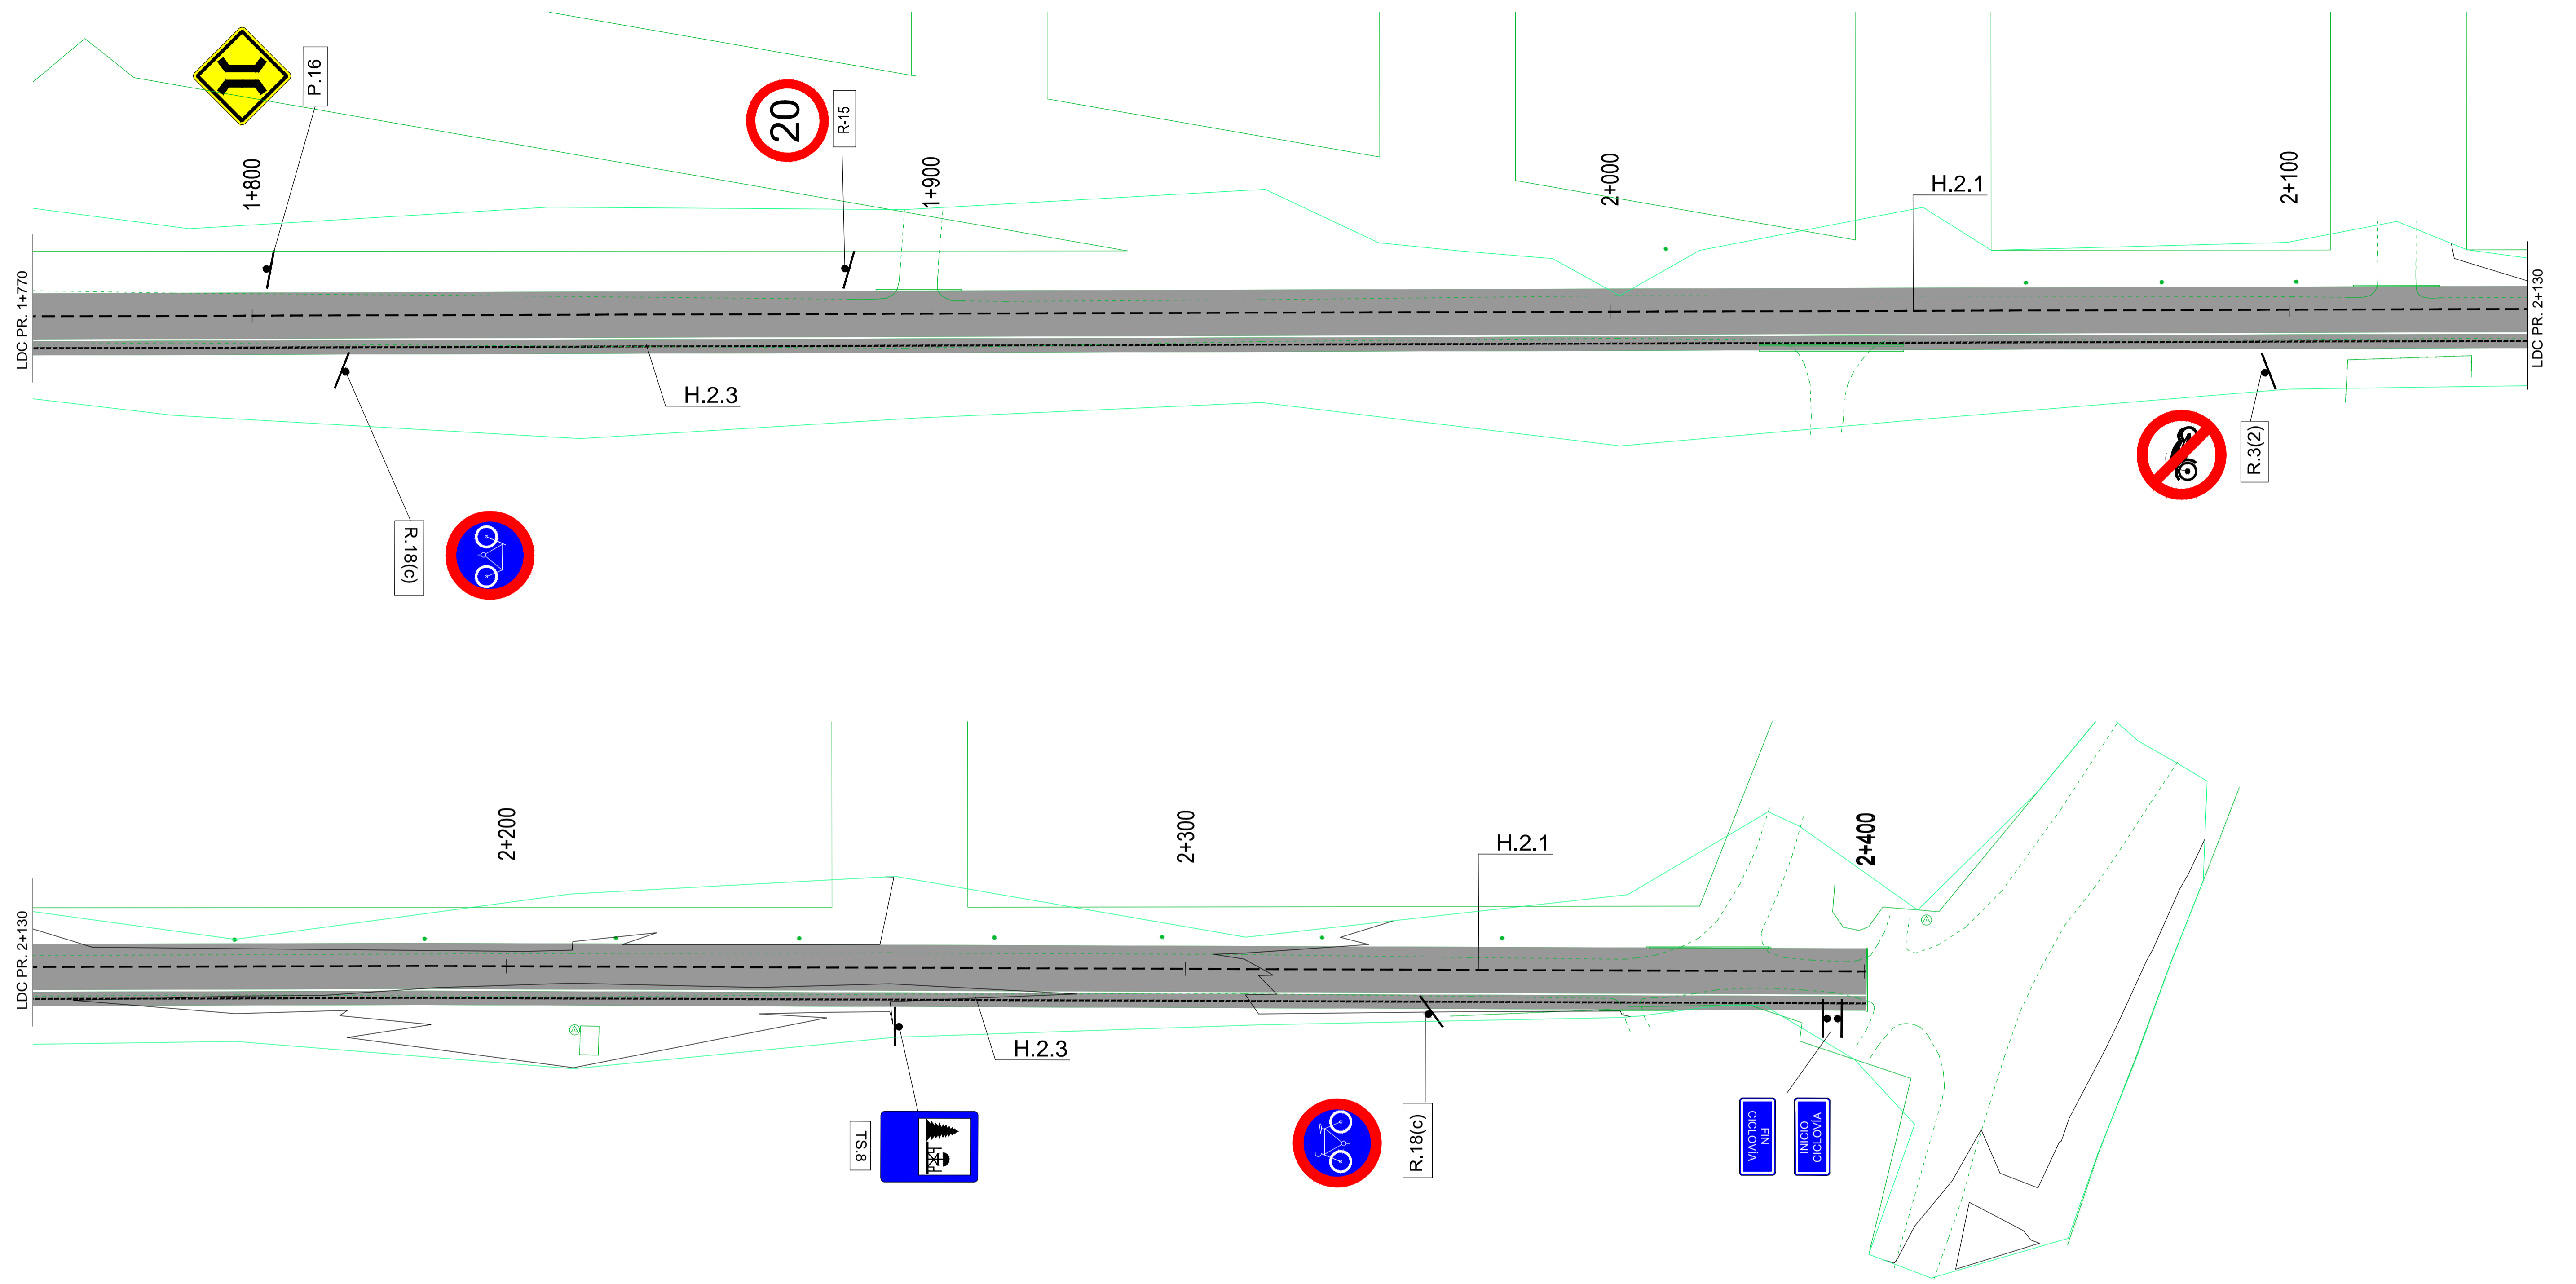 P.16
20
R-15
1+800
1+900
2+000
H.2.1
2+100
LDC PR. 1+770
LDC PR. 2+130
H.2.3
R.18(c)
R.3(2)
2+200
2+300
H.2.1
2+400
LDC PR. 2+130
H.2.3
TS.8
R.18(c)
FIN
CICLOVÍA
INICIO
CICLOVÍA